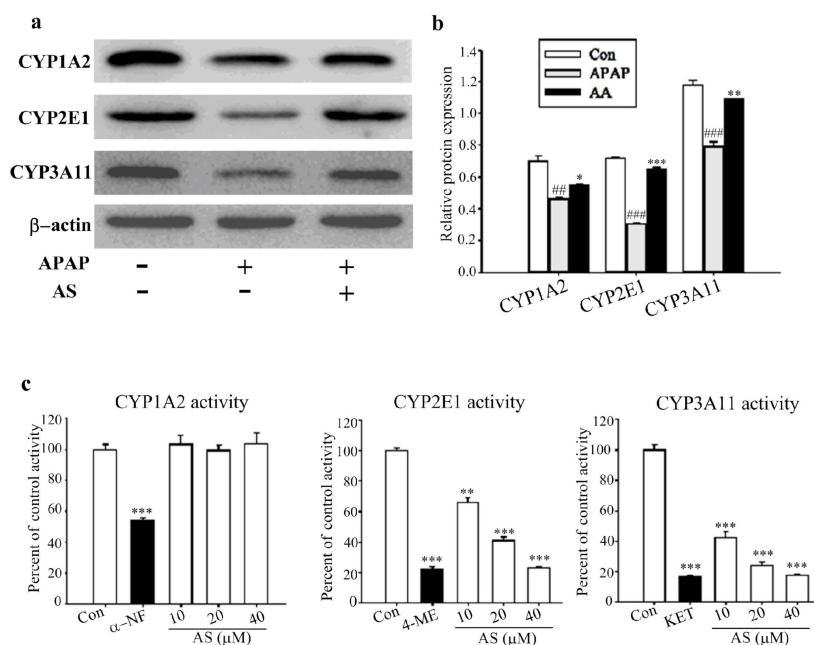 a
CYP1A2
CYP2E1
CYP3A11
β-actin
APAP - + +
AS - - +
b
Relative protein expression
1.4
1.2
1.0
0.8
0.6
0.4
0.2
0.0
Con
APAP
AA
## *
### ***
### **
CYP1A2 CYP2E1 CYP3A11
c
CYP1A2 activity
Percent of control activity
120
100
80
60
40
20
0
***
Con α-NF 10 20 40
AS (μM)
CYP2E1 activity
Percent of control activity
120
100
80
60
40
20
0
*** ** *** ***
Con 4-ME 10 20 40
AS (μM)
CYP3A11 activity
Percent of control activity
120
100
80
60
40
20
0
*** *** *** ***
Con KET 10 20 40
AS (μM)